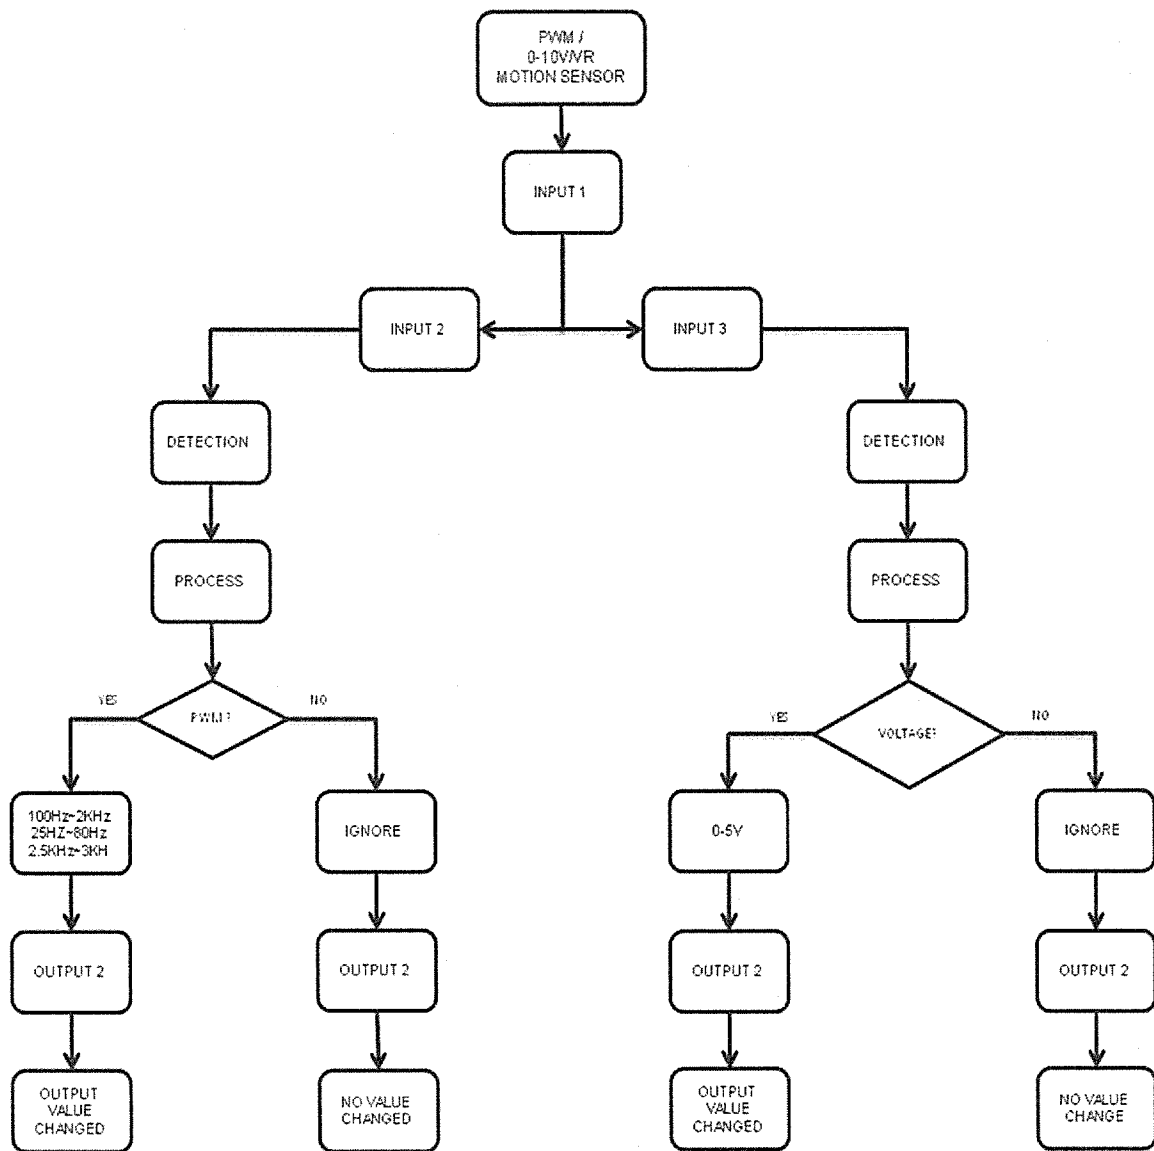 PWM /
0-10V/VR
MOTION SENSOR
INPUT 1
INPUT 2
INPUT 3
DETECTION
DETECTION
PROCESS
PROCESS
YES
PWM?
NO
YES
VOLTAGE?
NO
100Hz~2KHz
25HZ~80Hz
2.5KHz~3KH
IGNORE
0-5V
IGNORE
OUTPUT 2
OUTPUT 2
OUTPUT 2
OUTPUT 2
OUTPUT
VALUE
CHANGED
NO VALUE
CHANGED
OUTPUT
VALUE
CHANGED
NO VALUE
CHANGE